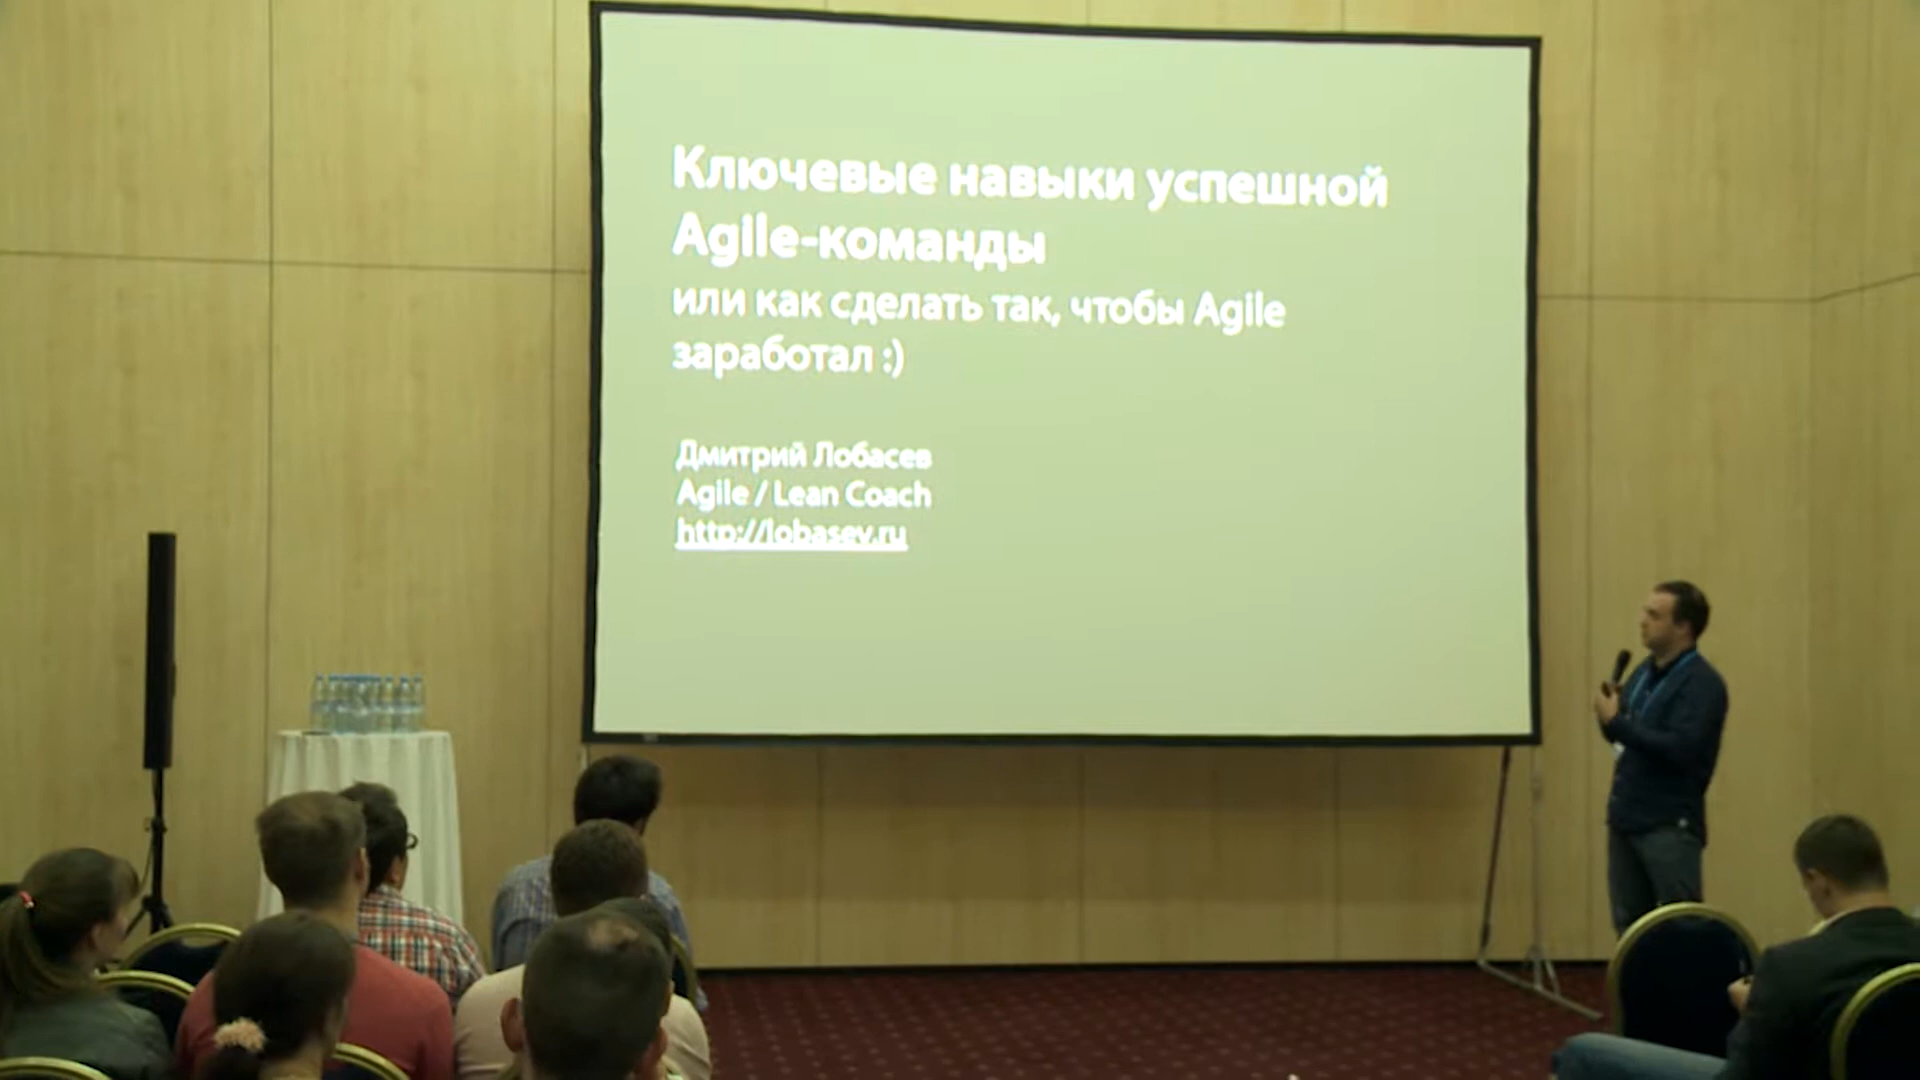 Ключевые навыки успешной
Agile-команды
или как сделать так, чтобы Agile
заработал :)
Дмитрий Лобасев
Agile / Lean Coach
http://lobasev.ru